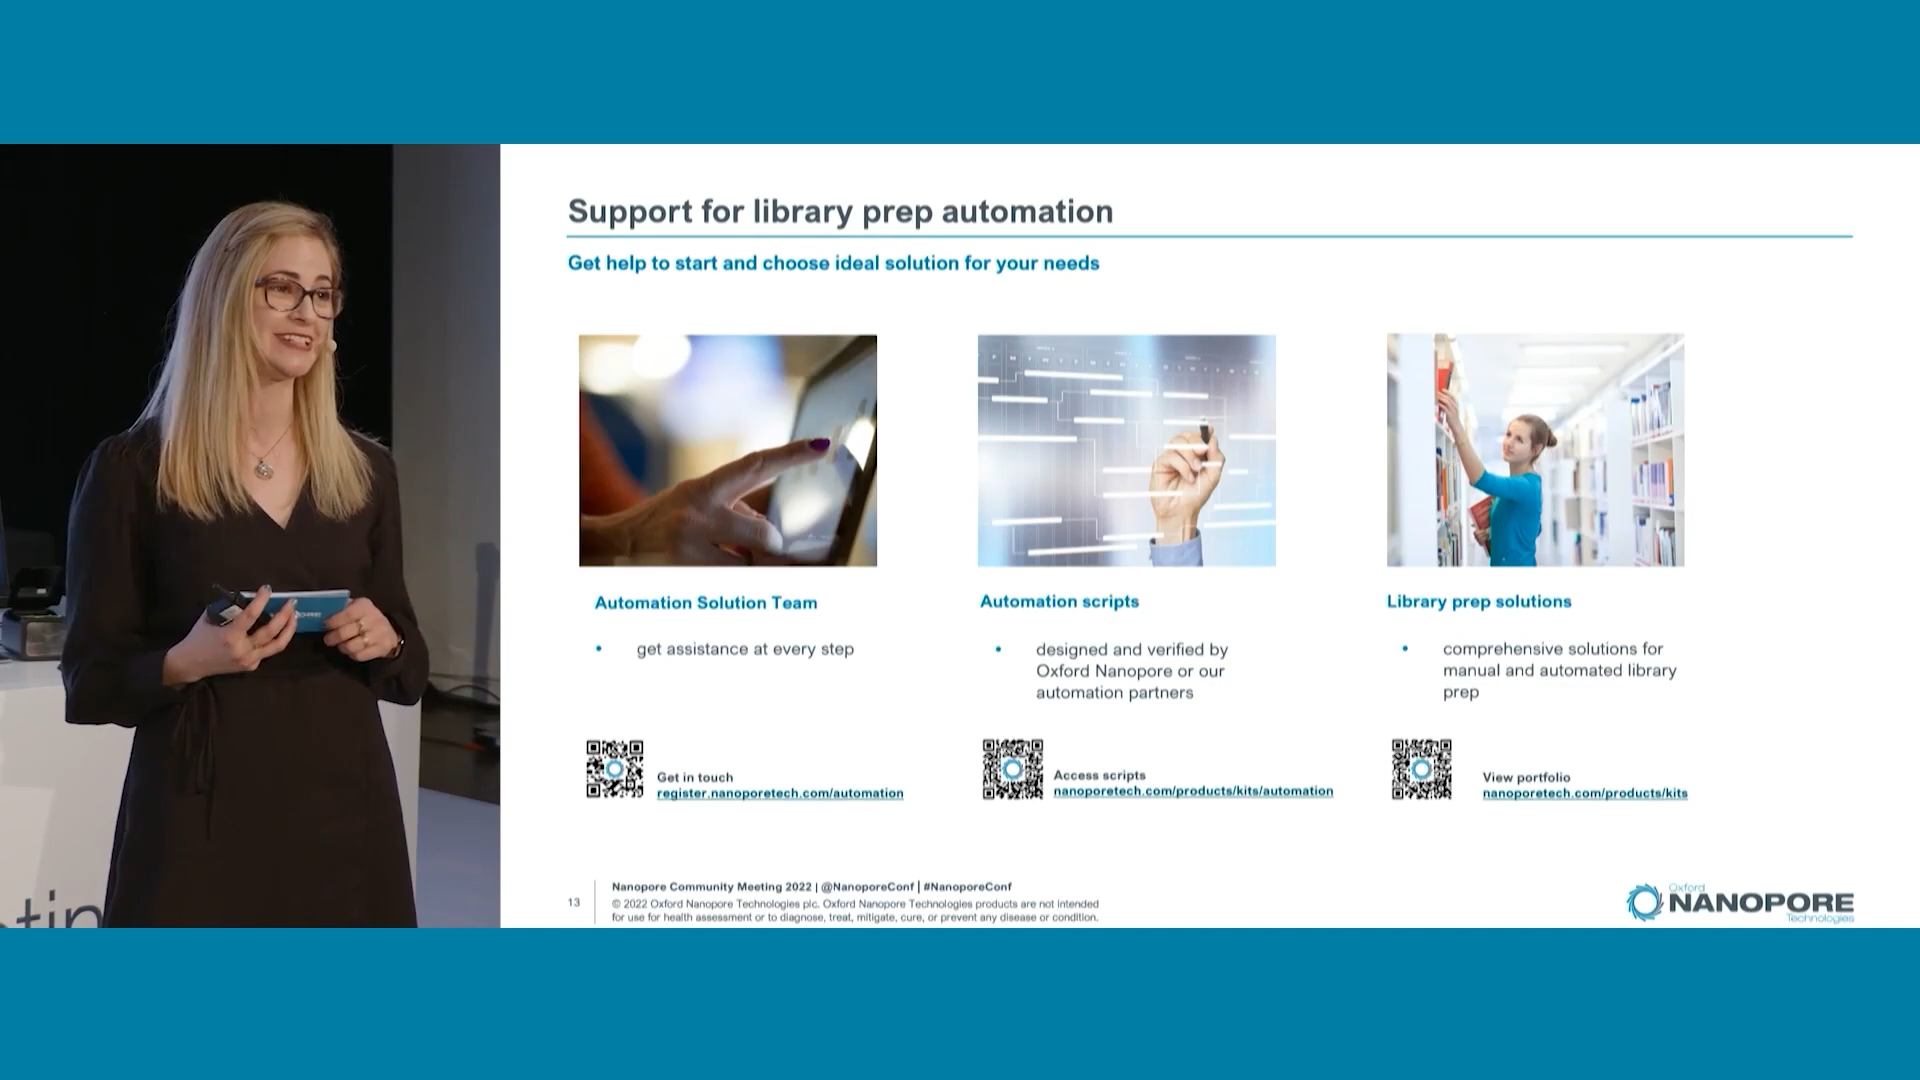 Support for library prep automation
Get help to start and choose ideal solution for your needs
Automation Solution Team
• get assistance at every step
Get in touch
register.nanoporetech.com/automation
Automation scripts
• designed and verified by
Oxford Nanopore or our
automation partners
Access scripts
nanoporetech.com/products/kits/automation
Library prep solutions
• comprehensive solutions for
manual and automated library
prep
View portfolio
nanoporetech.com/products/kits
13
Nanopore Community Meeting 2022 | @NanoporeConf | #NanoporeConf
© 2022 Oxford Nanopore Technologies plc. Oxford Nanopore Technologies products are not intended
for use for health assessment or to diagnose, treat, mitigate, cure, or prevent any disease or condition.
Oxford
NANOPORE
Technologies
tin